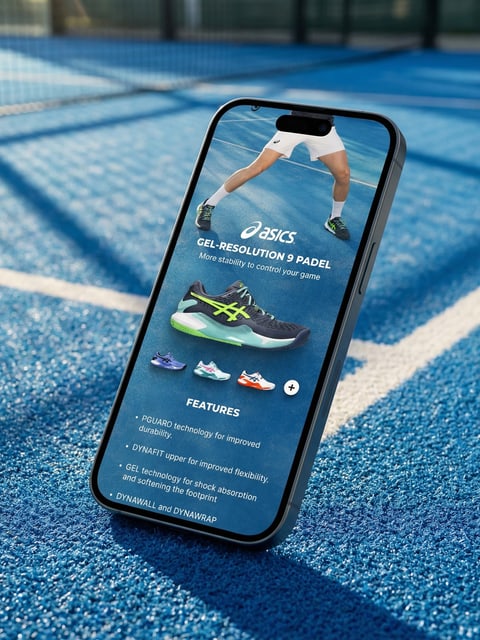 asics
GEL-RESOLUTION 9 PADEL
More stability to control your game
+
FEATURES
• PGUARD technology for improved
durability.
• DYNAFIT upper for improved flexibility.
• GEL technology for shock absorption
and softening the footprint
• DYNAWALL and DYNAWRAP